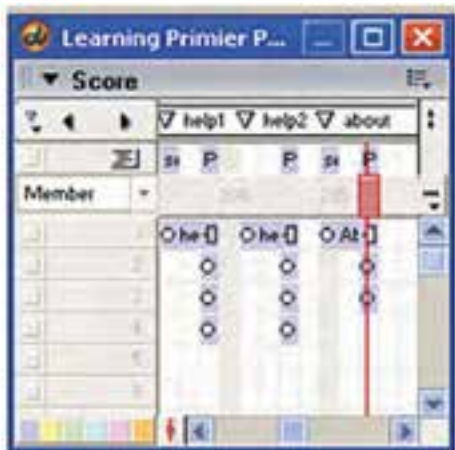 Learning Primier P...
Score
help1 help2 about
P P P
Member
he he Ab